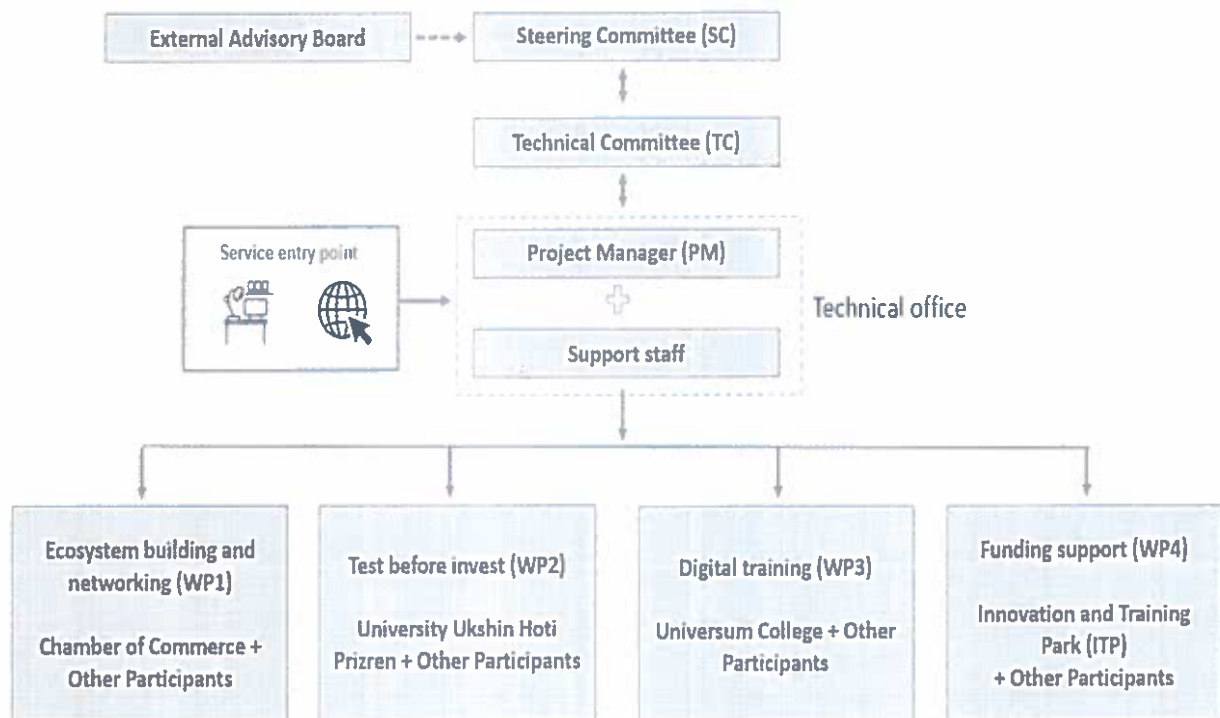 External Advisory Board
Steering Committee (SC)
Technical Committee (TC)
Service entry point
Project Manager (PM)
Support staff
Technical office
Ecosystem building and
networking (WP1)
Chamber of Commerce +
Other Participants
Test before invest (WP2)
University Ukshin Hoti
Prizren + Other Participants
Digital training (WP3)
Universum College + Other
Participants
Funding support (WP4)
Innovation and Training
Park (ITP)
+ Other Participants